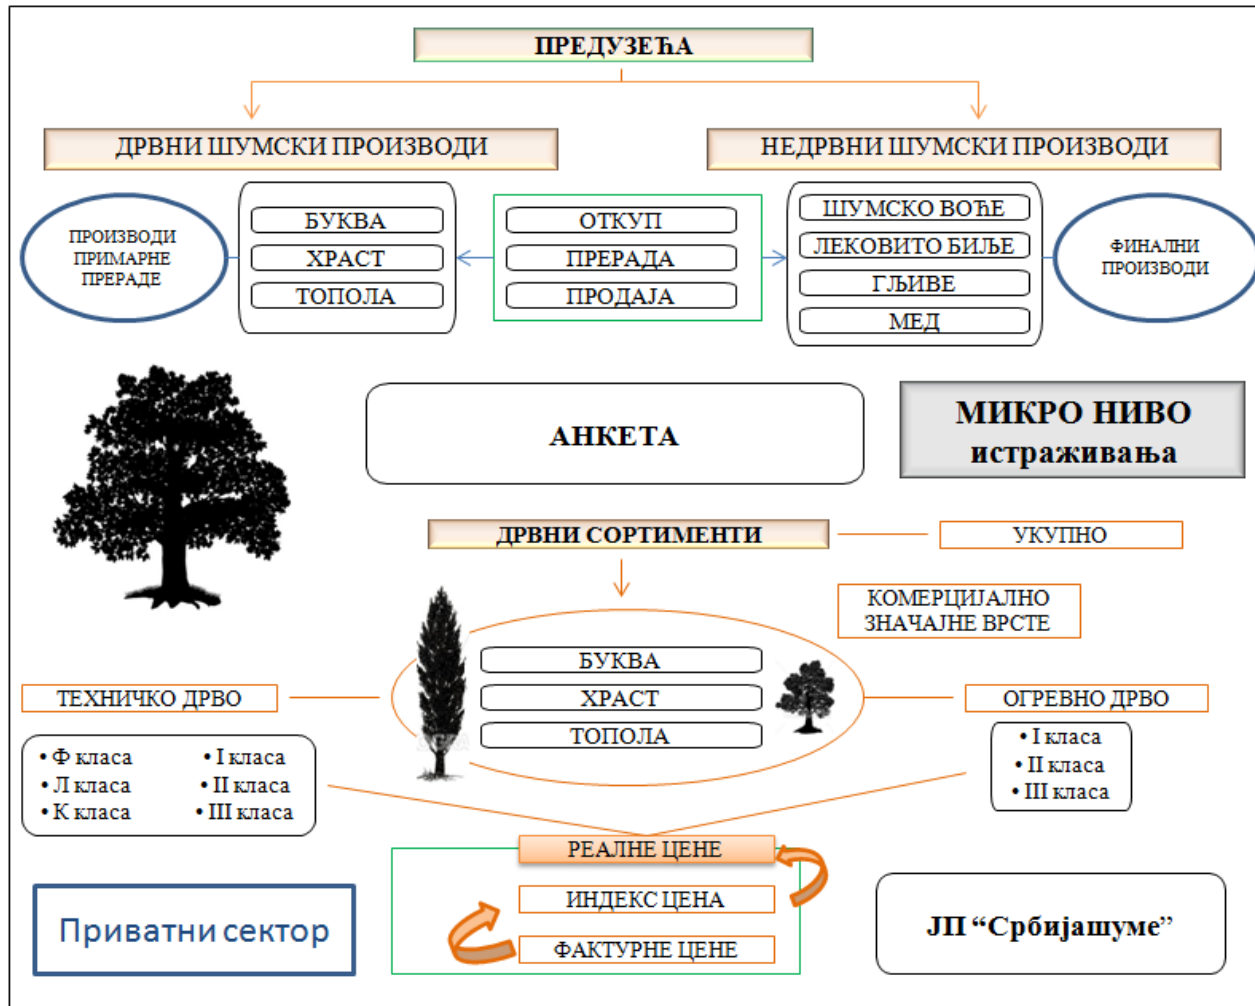 ПРЕДУЗЕЋА
ДРВНИ ШУМСКИ ПРОИЗВОДИ
НЕДРВНИ ШУМСКИ ПРОИЗВОДИ
ПРОИЗВОДИ
ПРИМАРНЕ
ПРЕРАДЕ
БУКВА
ХРАСТ
ТОПОЛА
ОТКУП
ПРЕРАДА
ПРОДАЈА
ШУМСКО ВОЋЕ
ЛЕКОВИТО БИЉЕ
ГЉИВЕ
МЕД
ФИНАЛНИ
ПРОИЗВОДИ
АНКЕТА
МИКРО НИВО
истраживања
ДРВНИ СОРТИМЕНТИ
УКУПНО
КОМЕРЦИЈАЛНО
ЗНАЧАЈНЕ ВРСТЕ
БУКВА
ХРАСТ
ТОПОЛА
ТЕХНИЧКО ДРВО
• Ф класа
• Л класа
• К класа
• I класа
• II класа
• III класа
ОГРЕВНО ДРВО
• I класа
• II класа
• III класа
РЕАЛНЕ ЦЕНЕ
ИНДЕКС ЦЕНА
ФАКТУРНЕ ЦЕНЕ
Приватни сектор
ЈП “Србијашуме”